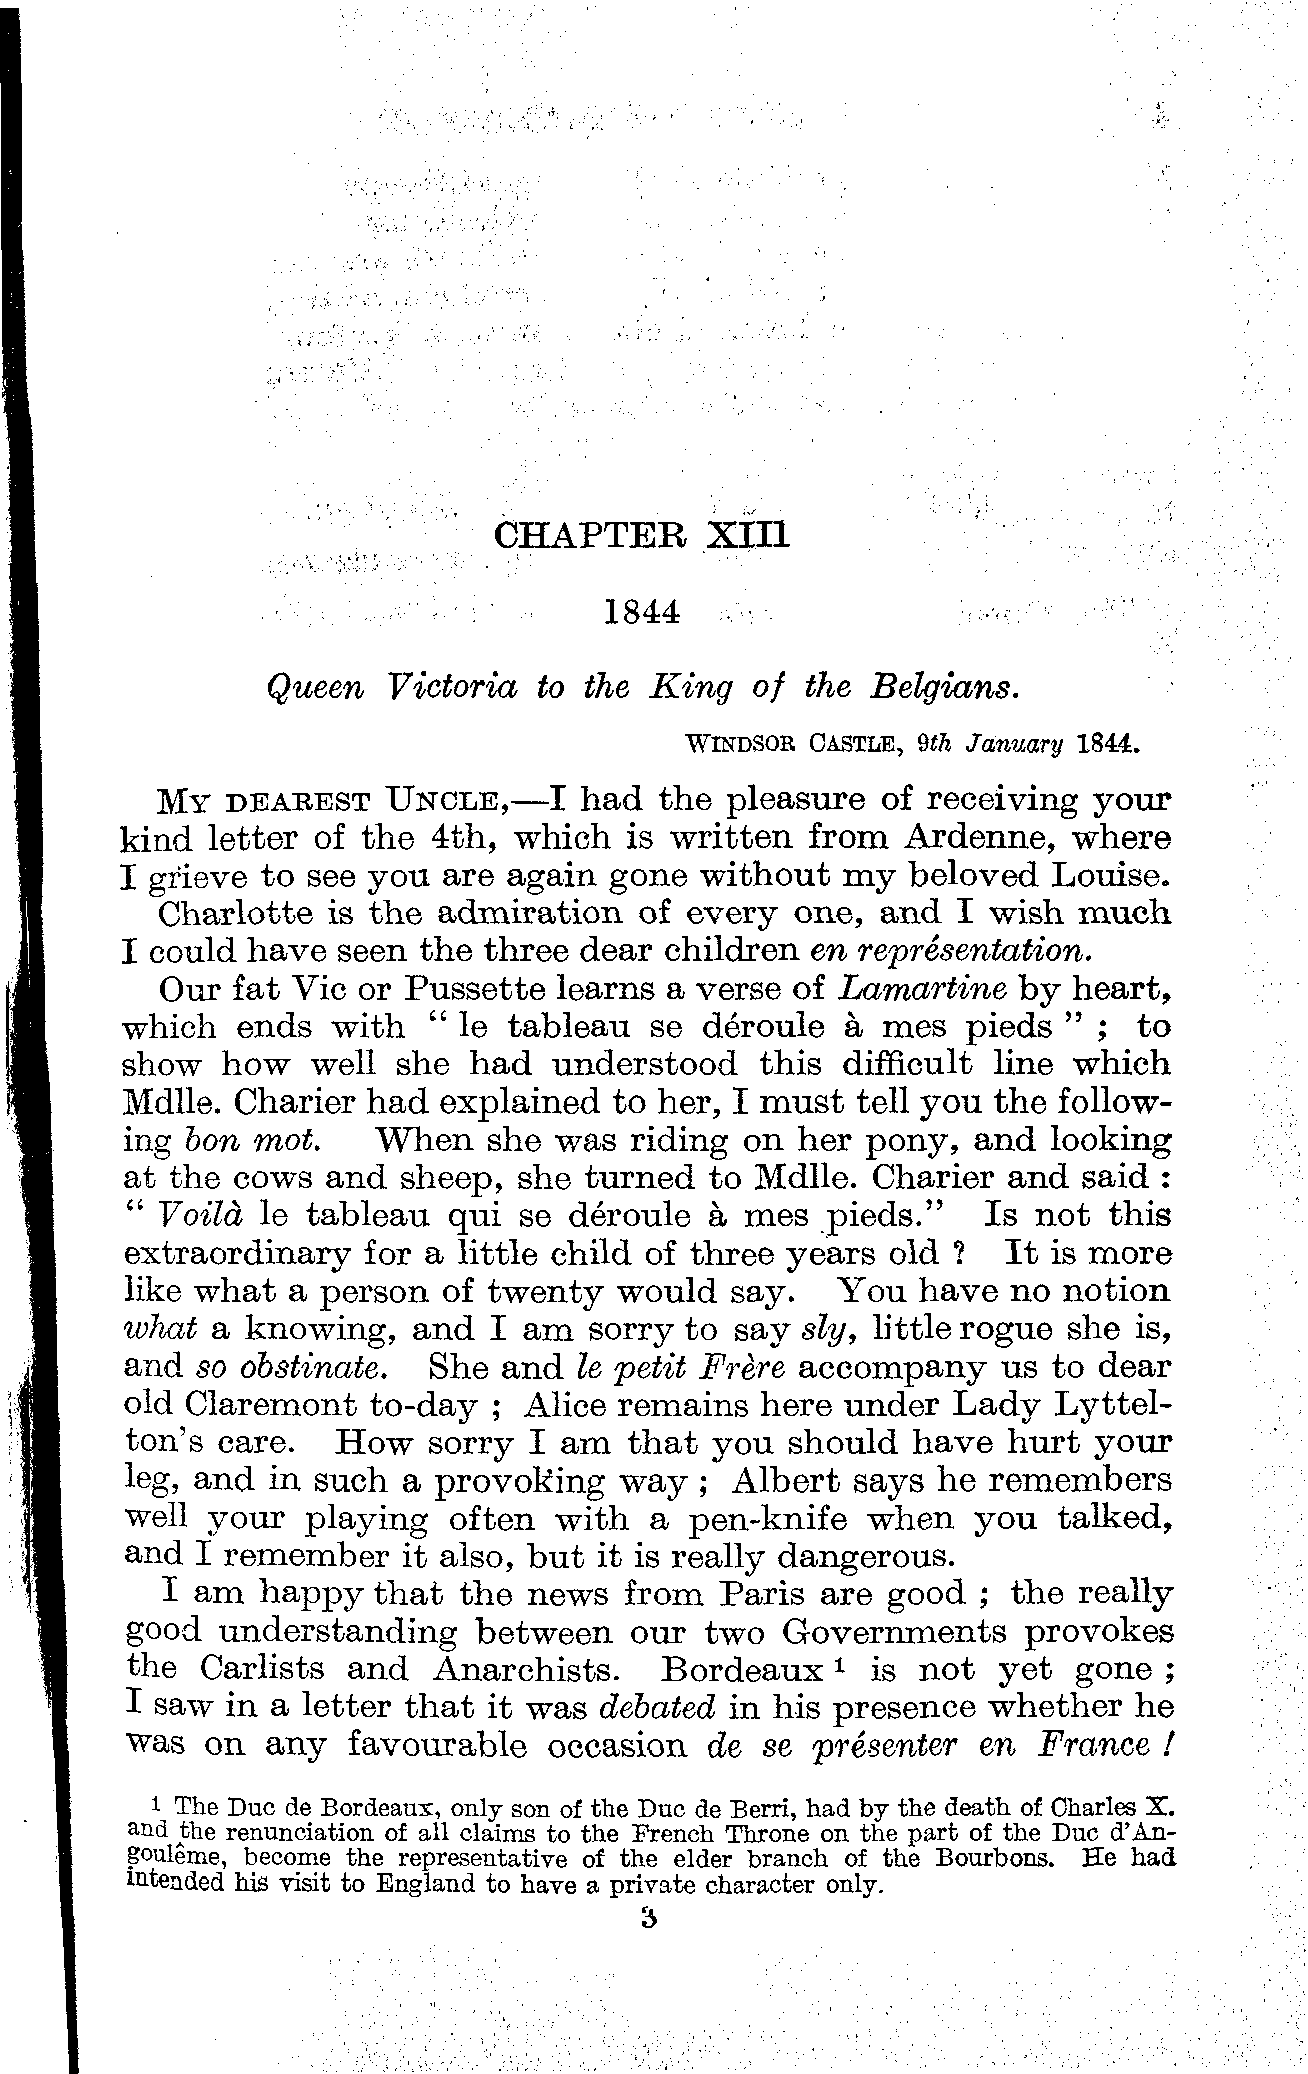 CHAPTER XIII
1844
Queen Victoria to the King of the Belgians.
WINDSOR CASTLE, 9th January 1844.
MY DEAREST UNCLE,—I had the pleasure of receiving your
kind letter of the 4th, which is written from Ardenne, where
I grieve to see you are again gone without my beloved Louise.
Charlotte is the admiration of every one, and I wish much
I could have seen the three dear children en représentation.
Our fat Vic or Pussette learns a verse of Lamartine by heart,
which ends with “ le tableau se déroule à mes pieds ” ; to
show how well she had understood this difficult line which
Mdlle. Charier had explained to her, I must tell you the follow-
ing bon mot. When she was riding on her pony, and looking
at the cows and sheep, she turned to Mdlle. Charier and said :
“ Voilà le tableau qui se déroule à mes pieds.” Is not this
extraordinary for a little child of three years old ? It is more
like what a person of twenty would say. You have no notion
what a knowing, and I am sorry to say sly, little rogue she is,
and so obstinate. She and le petit Frère accompany us to dear
old Claremont to-day ; Alice remains here under Lady Lyttel-
ton's care. How sorry I am that you should have hurt your
leg, and in such a provoking way ; Albert says he remembers
well your playing often with a pen-knife when you talked,
and I remember it also, but it is really dangerous.
I am happy that the news from Paris are good ; the really
good understanding between our two Governments provokes
the Carlists and Anarchists. Bordeaux 1 is not yet gone ;
I saw in a letter that it was debated in his presence whether he
was on any favourable occasion de se présenter en France !
1 The Duc de Bordeaux, only son of the Duc de Berri, had by the death of Charles X.
and the renunciation of all claims to the French Throne on the part of the Duc d'An-
goulême, become the representative of the elder branch of the Bourbons. He had
intended his visit to England to have a private character only.
3